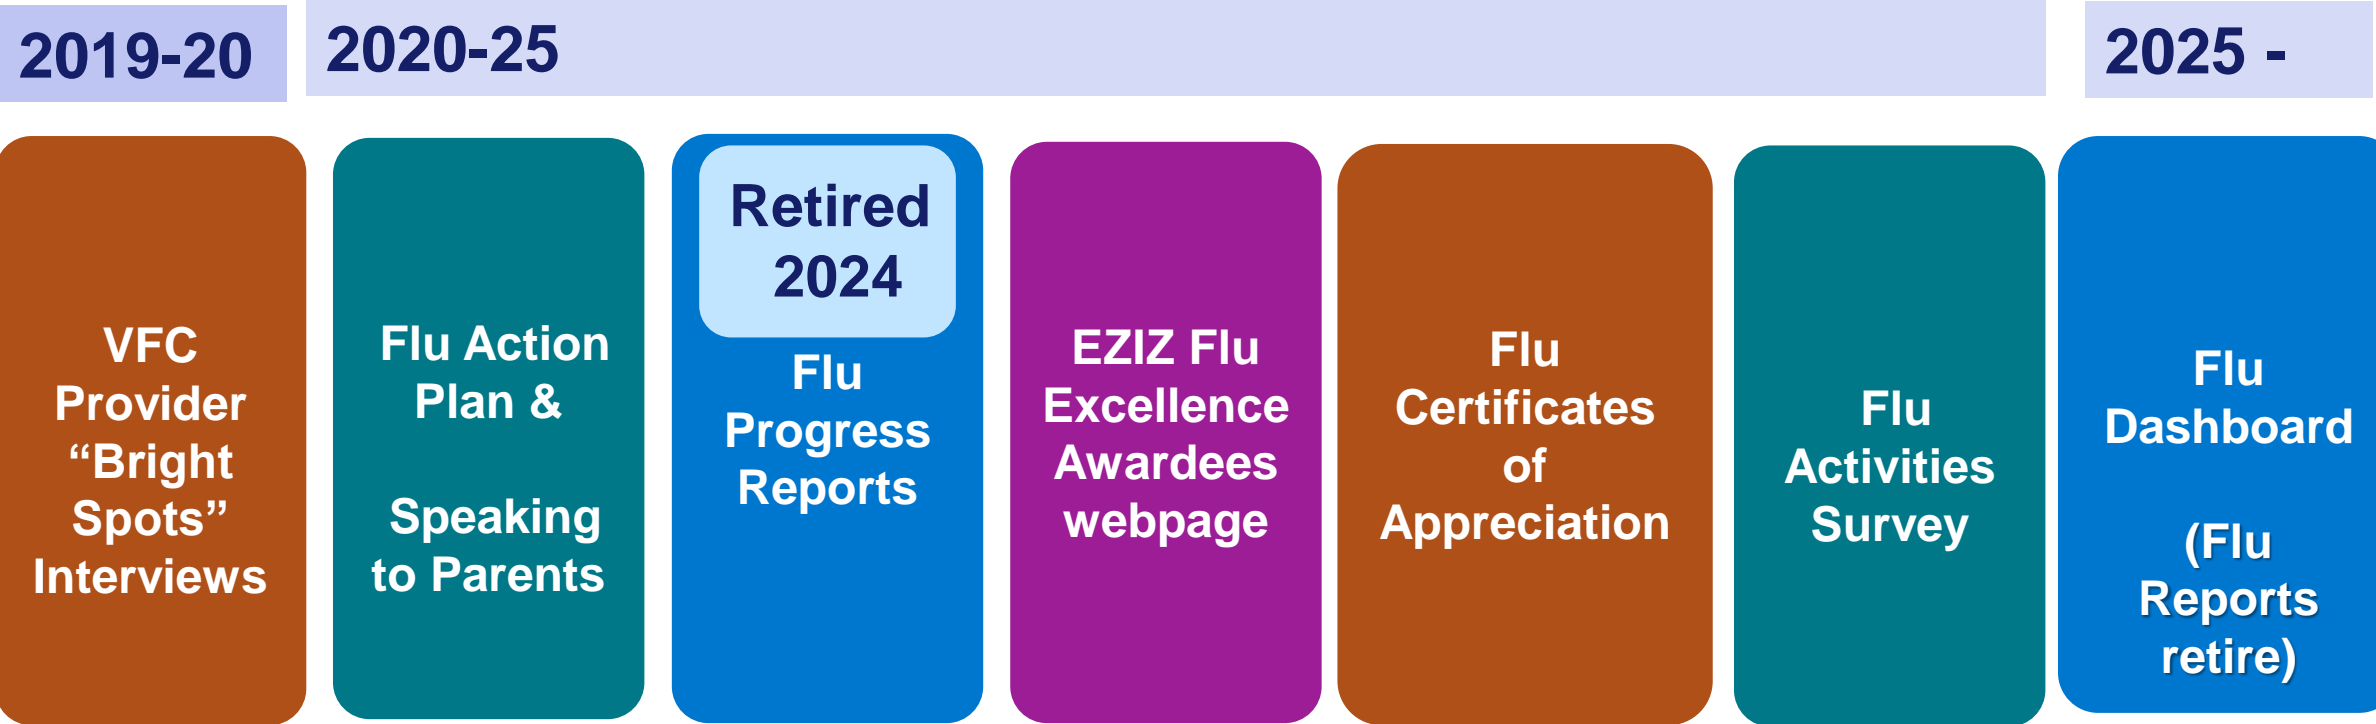 2019-20
2020-25
2025 -
VFC
Provider
“Bright
Spots”
Interviews
Flu Action
Plan &
Speaking
to Parents
Retired
2024
Flu
Progress
Reports
EZIZ Flu
Excellence
Awardees
webpage
Flu
Certificates
of
Appreciation
Flu
Activities
Survey
Flu
Dashboard
(Flu
Reports
retire)